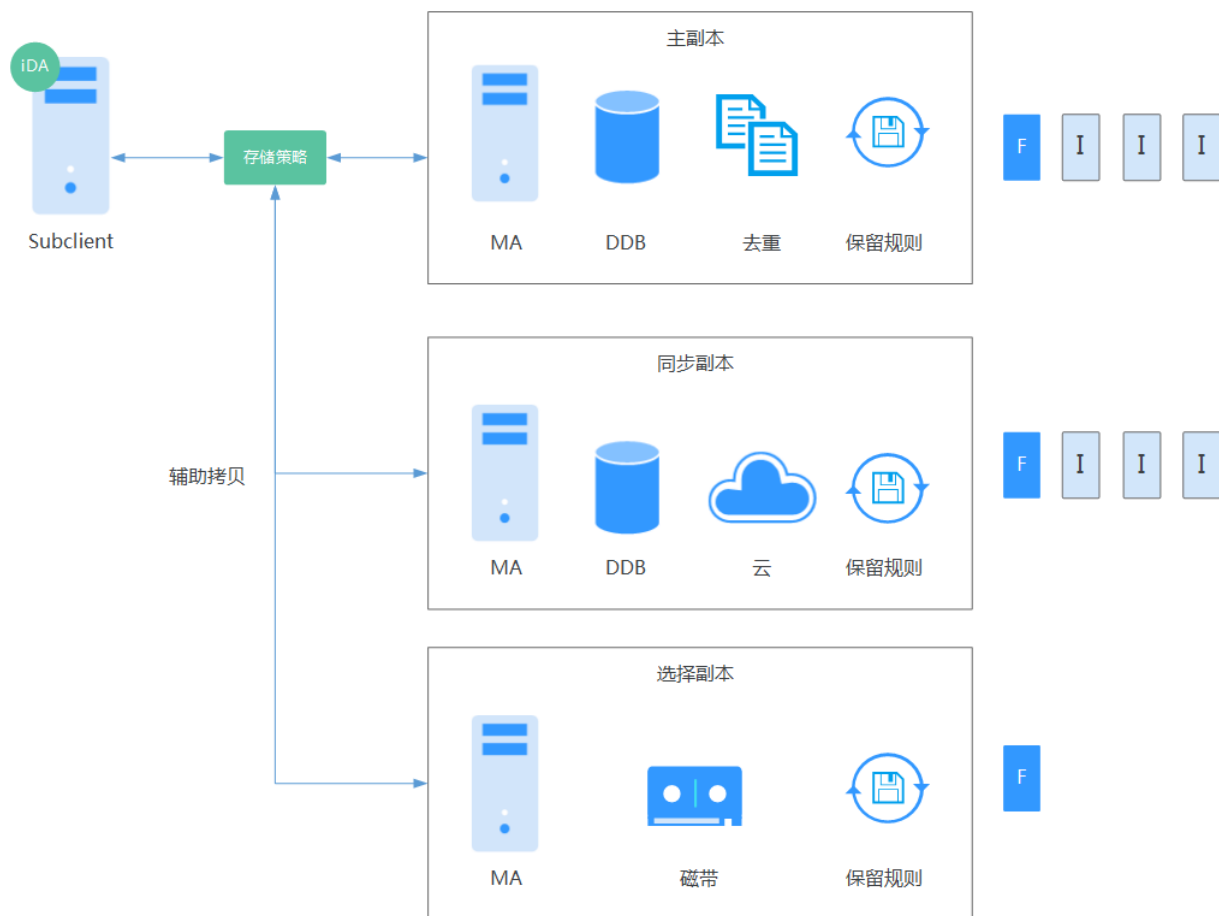 iDA
Subclient
存储策略
辅助拷贝
主副本
MA DDB 去重 保留规则
F I I I
同步副本
MA DDB 云 保留规则
F I I I
选择副本
MA 磁带 保留规则
F